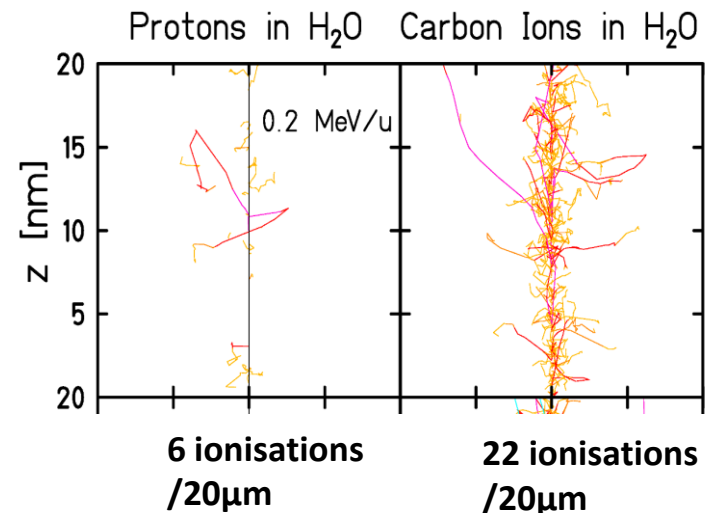 Protons in H₂O Carbon Ions in H₂O
20
0.2 MeV/u
15
10
z [nm]
5
20
6 ionisations
/20μm
22 ionisations
/20μm